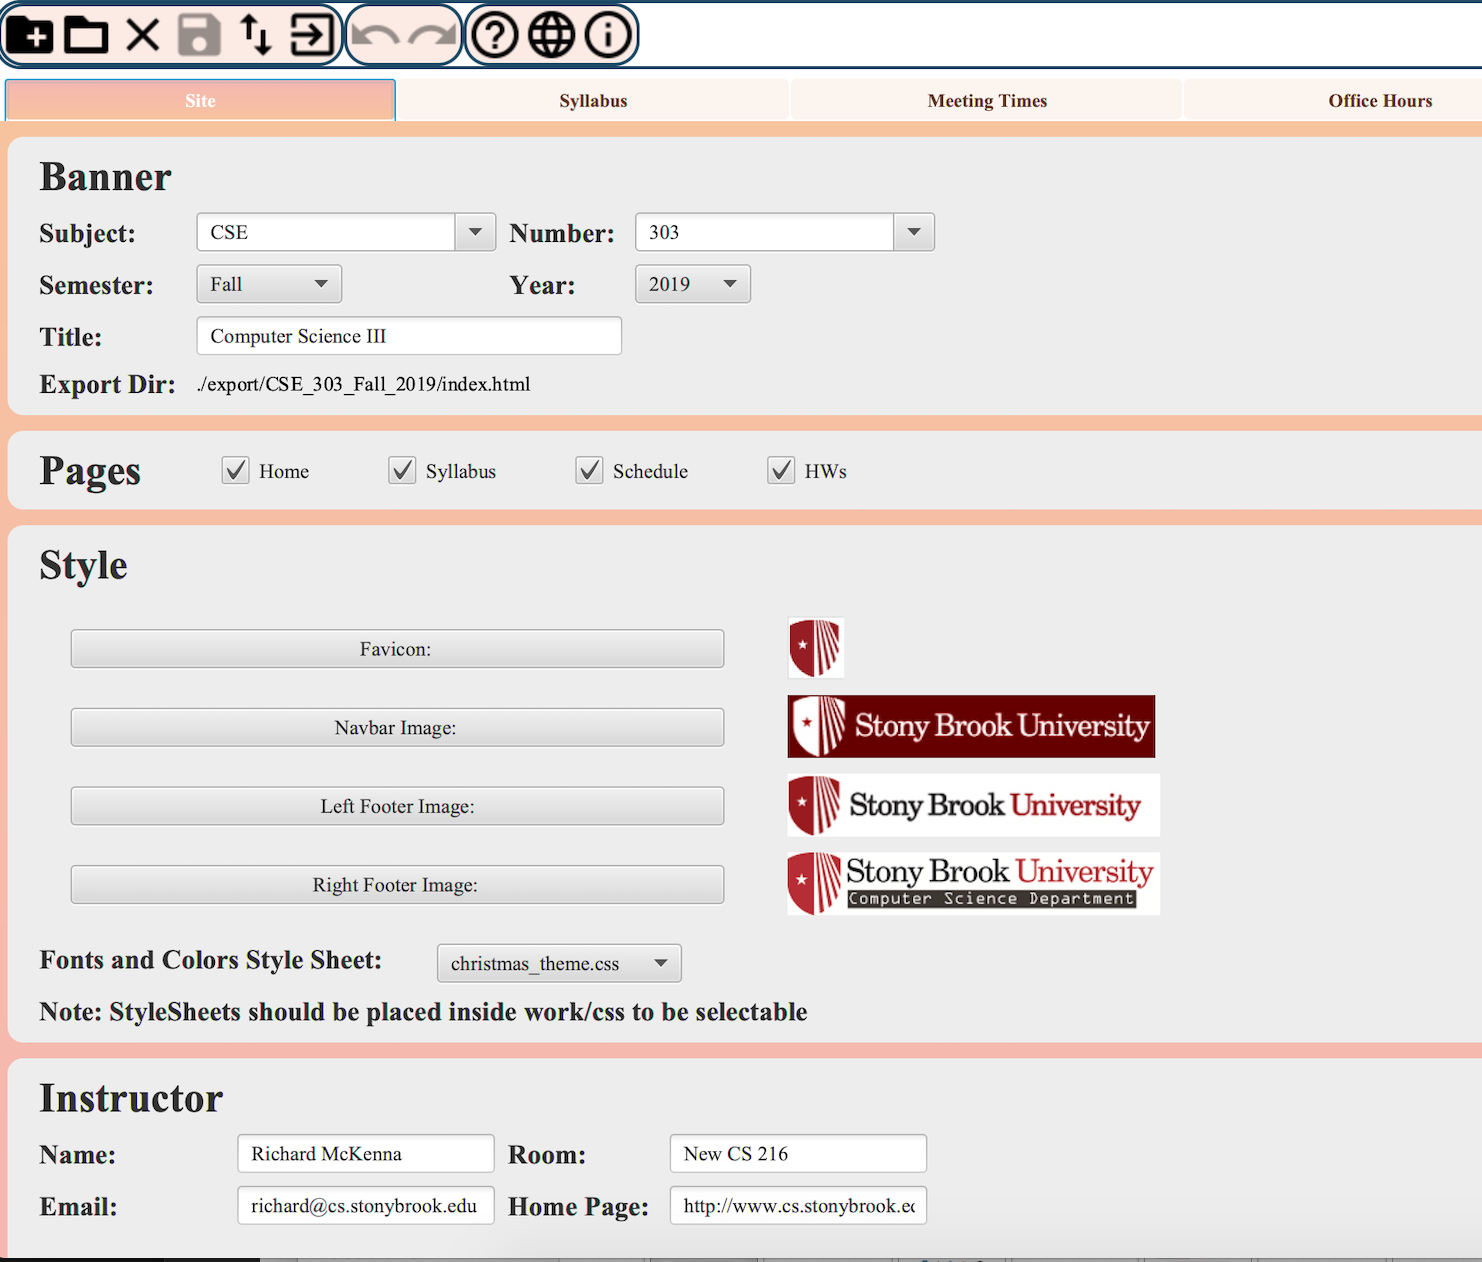 Site Syllabus Meeting Times Office Hours
Banner
Subject: CSE Number: 303
Semester: Fall Year: 2019
Title: Computer Science III
Export Dir: ./export/CSE_303_Fall_2019/index.html
Pages Home Syllabus Schedule HWs
Style
Favicon:
Navbar Image: Stony Brook University
Left Footer Image: Stony Brook University
Right Footer Image: Stony Brook University
Computer Science Department
Fonts and Colors Style Sheet: christmas_theme.css
Note: StyleSheets should be placed inside work/css to be selectable
Instructor
Name: Richard McKenna Room: New CS 216
Email: richard@cs.stonybrook.edu Home Page: http://www.cs.stonybrook.ec